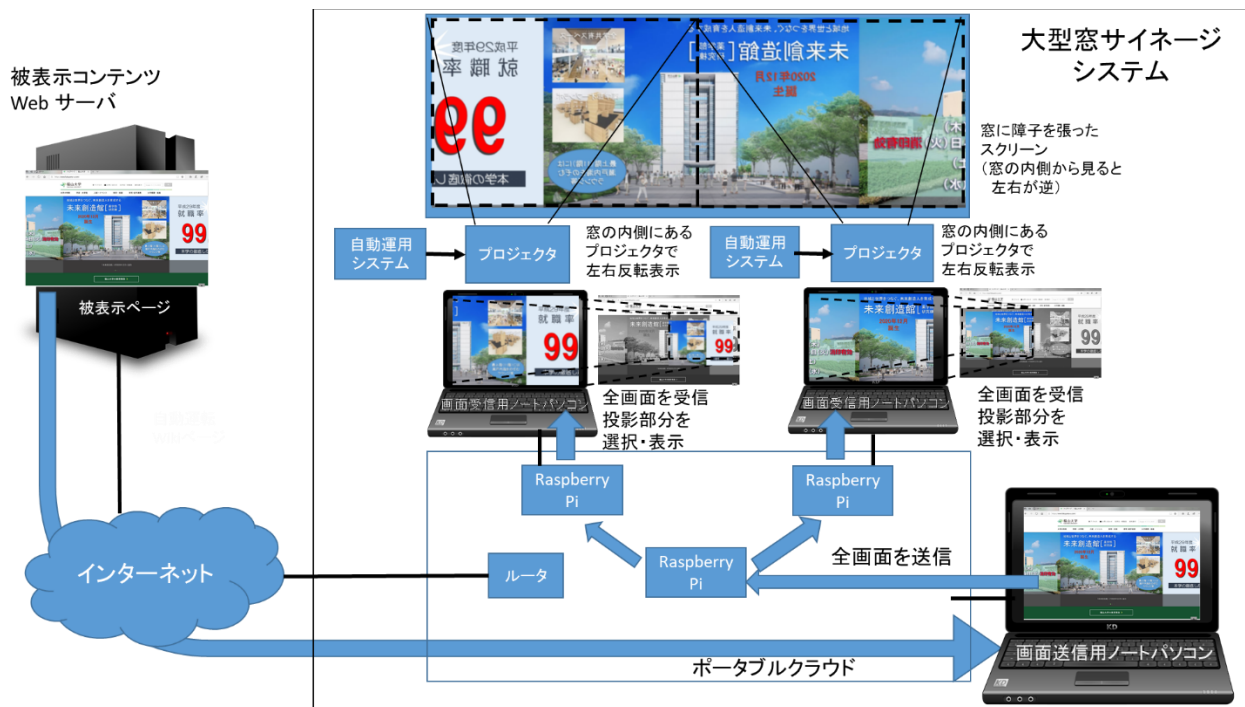 大型窓サイネージ
システム
被表示コンテンツ
Web サーバ
被表示ページ
平成29年度
就職率
99
未来創造館
2020年12月
誕生
窓に障子を張った
スクリーン
（窓の内側から見ると
左右が逆）
自動運用
システム
プロジェクタ
窓の内側にある
プロジェクタで
左右反転表示
自動運用
システム
プロジェクタ
窓の内側にある
プロジェクタで
左右反転表示
就職率
99
画面受信用ノートパソコン
全画面を受信
投影部分を
選択・表示
未来創造館
画面受信用ノートパソコン
全画面を受信
投影部分を
選択・表示
Raspberry
Pi
Raspberry
Pi
Raspberry
Pi
ルータ
インターネット
全画面を送信
未来創造館
99
画面送信用ノートパソコン
ポータブルクラウド